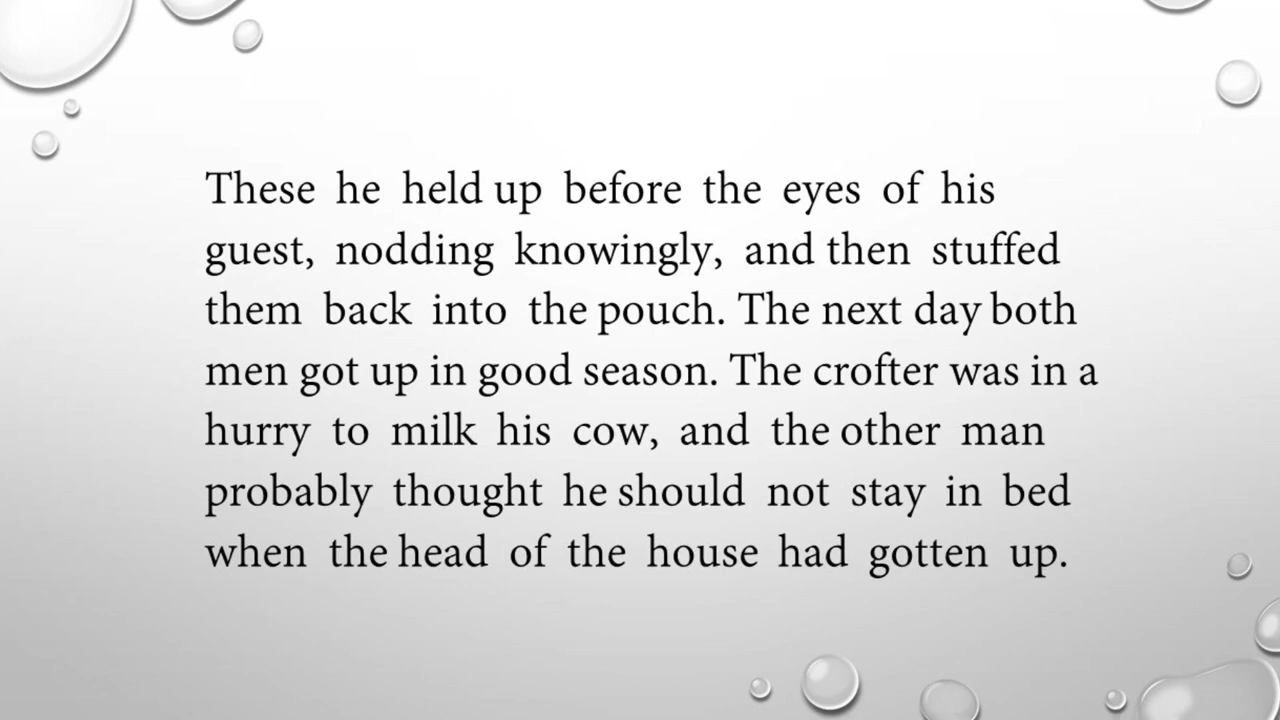 These he held up before the eyes of his
guest, nodding knowingly, and then stuffed
them back into the pouch. The next day both
men got up in good season. The crofter was in a
hurry to milk his cow, and the other man
probably thought he should not stay in bed
when the head of the house had gotten up.